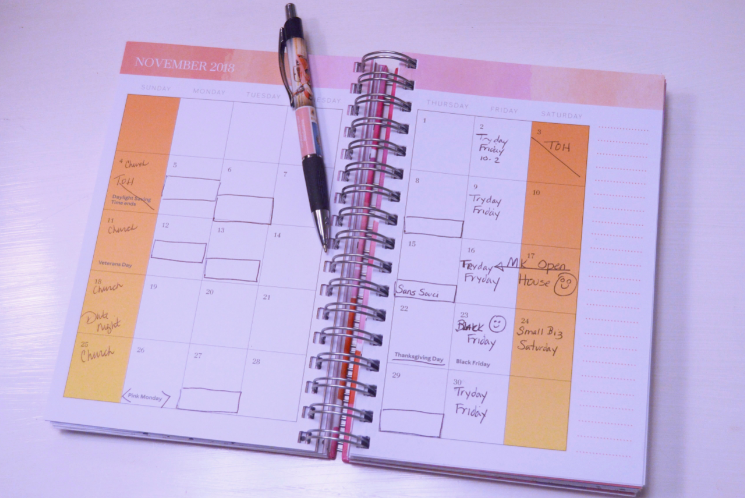 NOVEMBER 2018
SUNDAY MONDAY TUESDAY
THURSDAY FRIDAY SATURDAY
1
2
Tryday
Friday
10-2
3
TOH
4 Church
TOH
Daylight Saving
Time Ends
5
6
7
8
9
Tryday
Friday
10
11
Church
Veterans Day
12
13
14
15
Sans Souci
16
Tryday
Fryday
17
MK Open
House
18
Church
Date
Night
19
20
21
22
Thanksgiving Day
23
Black
Friday
Black Friday
24
Small Biz
Saturday
25
Church
26
Pink Monday
27
28
29
30
Tryday
Friday